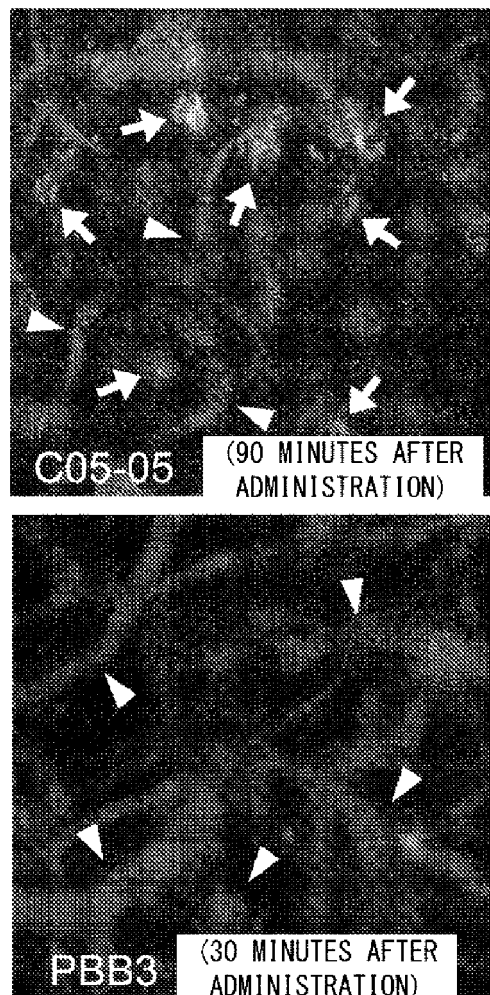 C05-05
(90 MINUTES AFTER
ADMINISTRATION)
PBB3
(30 MINUTES AFTER
ADMINISTRATION)